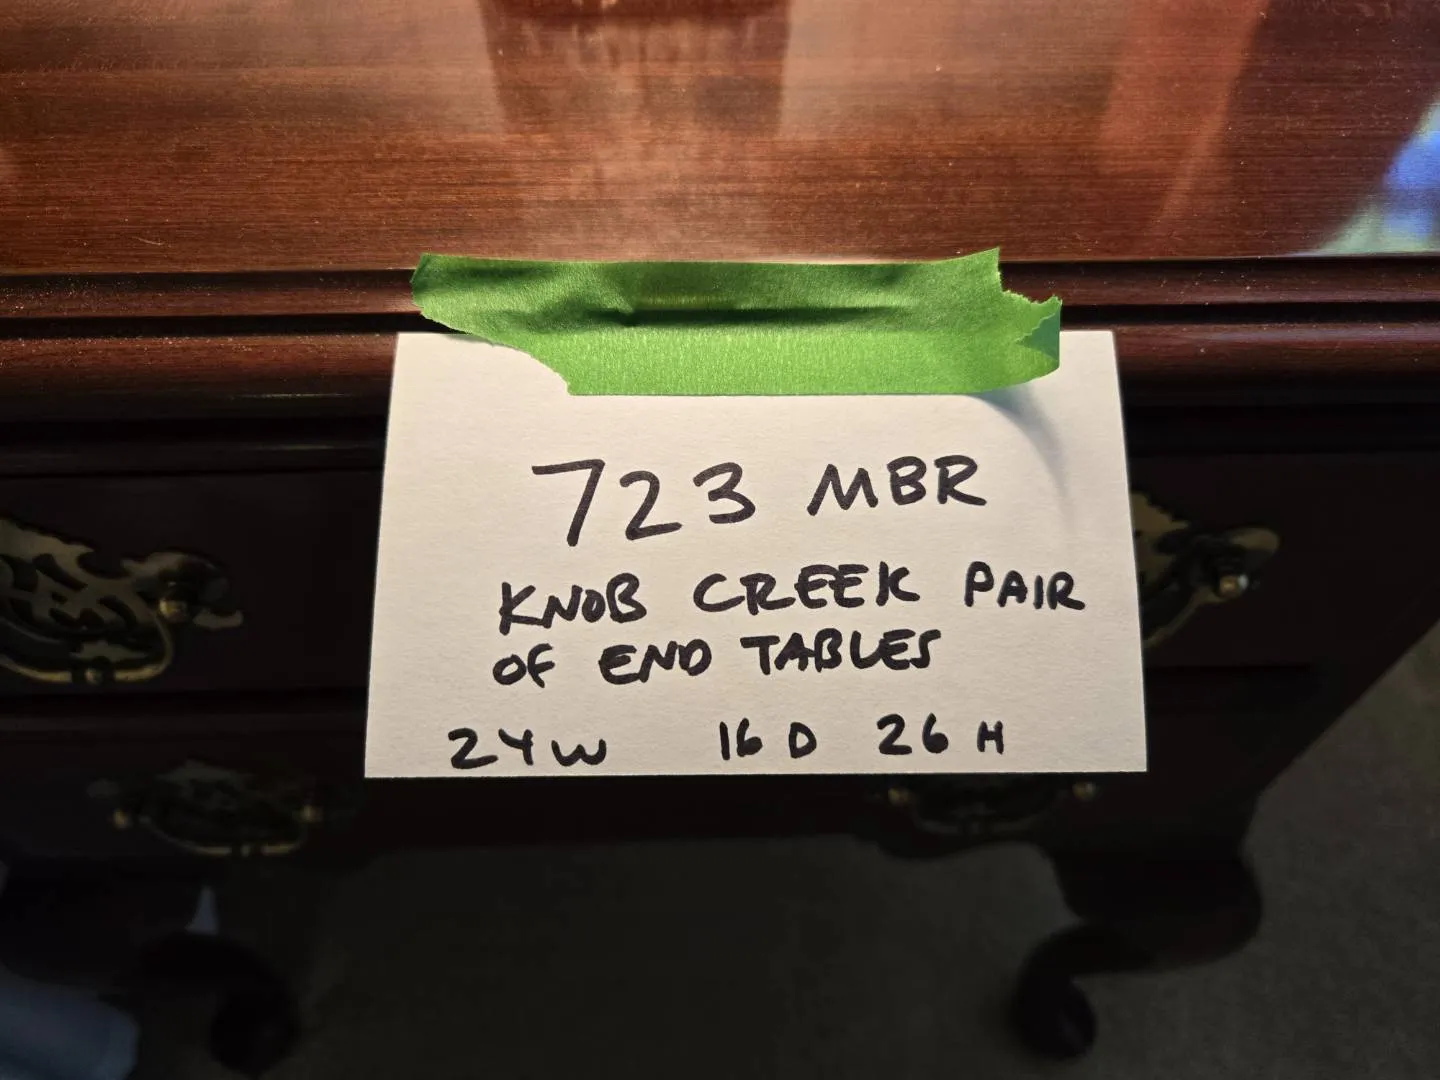 723 MBR
KNOB CREEK PAIR
OF END TABLES
24W 16D 26H